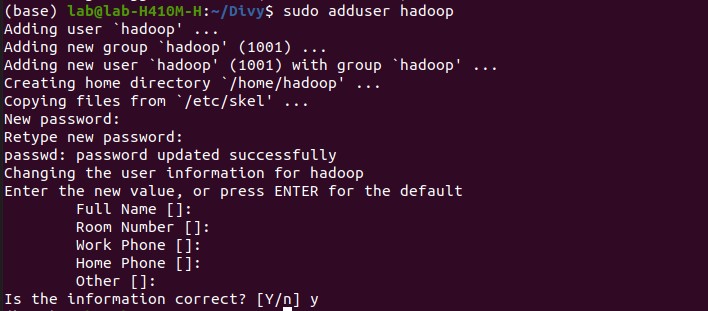 (base) lab@lab-H410M-H:~/Divy$ sudo adduser hadoop
Adding user `hadoop' ...
Adding new group `hadoop' (1001) ...
Adding new user `hadoop' (1001) with group `hadoop' ...
Creating home directory `/home/hadoop' ...
Copying files from `/etc/skel' ...
New password:
Retype new password:
passwd: password updated successfully
Changing the user information for hadoop
Enter the new value, or press ENTER for the default
Full Name []:
Room Number []:
Work Phone []:
Home Phone []:
Other []:
Is the information correct? [Y/n] y